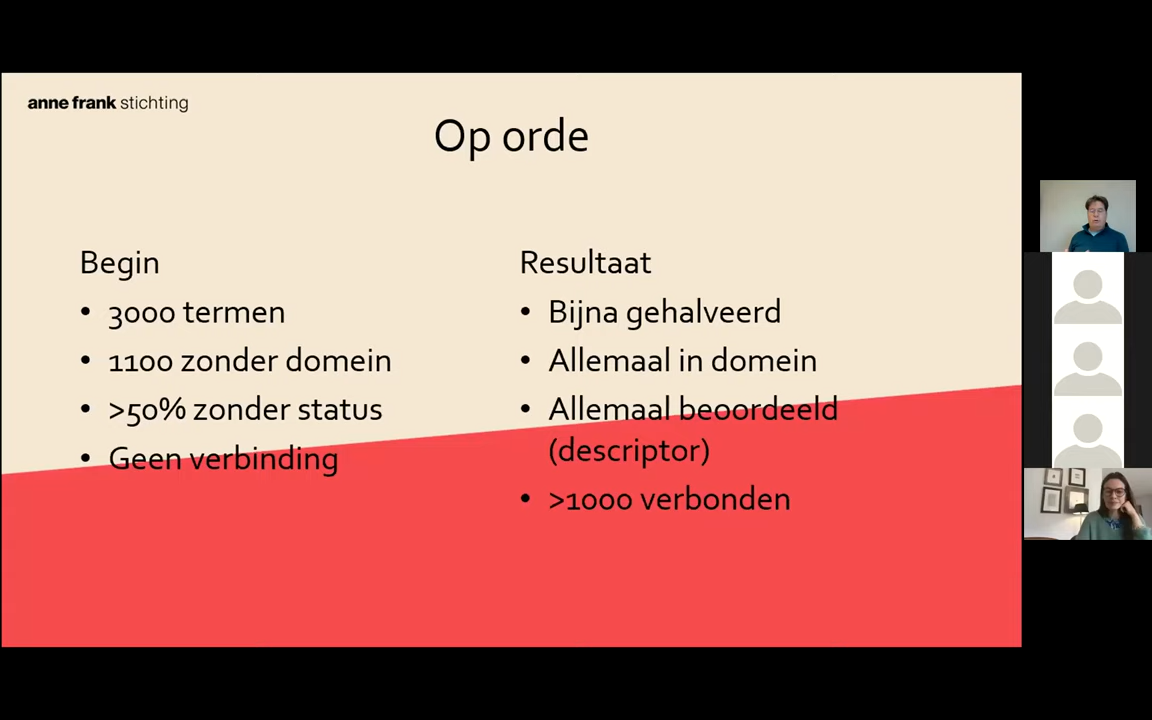 anne frank stichting
Op orde
Begin
• 3000 termen
• 1100 zonder domein
• >50% zonder status
• Geen verbinding
Resultaat
• Bijna gehalveerd
• Allemaal in domein
• Allemaal beoordeeld
(descriptor)
• >1000 verbonden